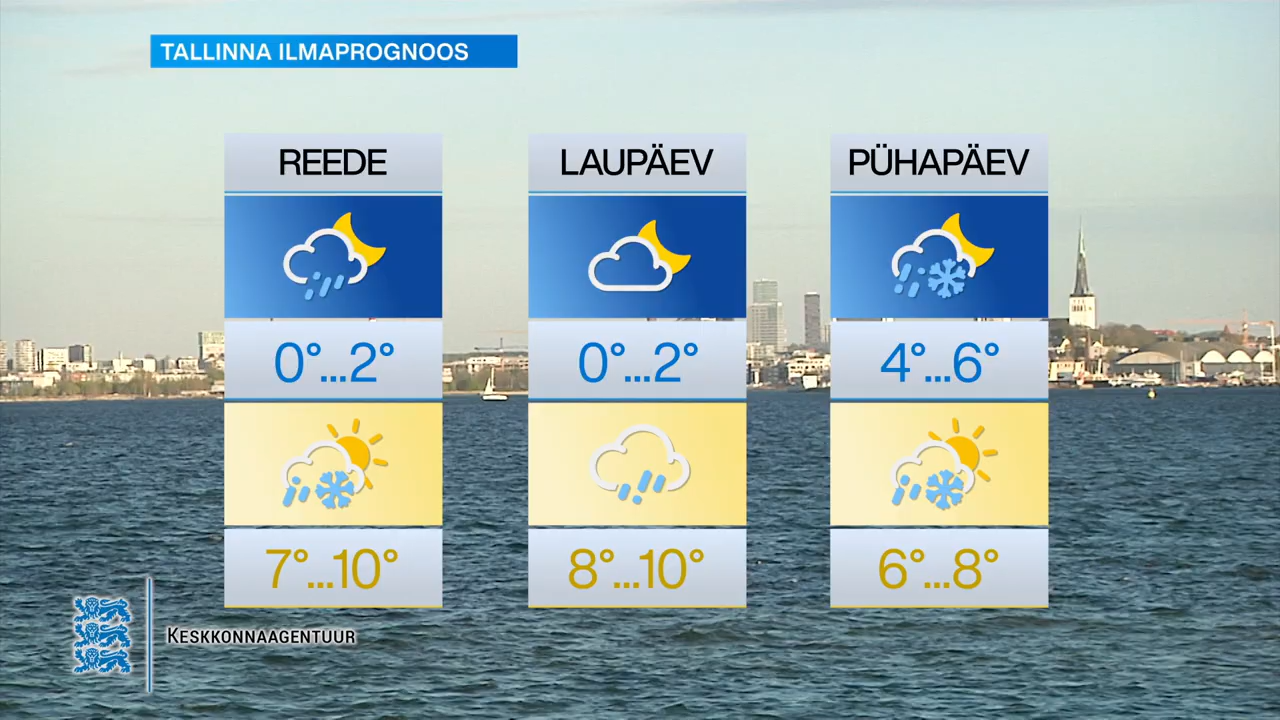 TALLINNA ILMAPROGNOOS
REEDE
0°...2°
7°...10°
LAUPÄEV
0°...2°
8°...10°
PÜHAPÄEV
4°...6°
6°...8°
KESKKONNAAGENTUUR